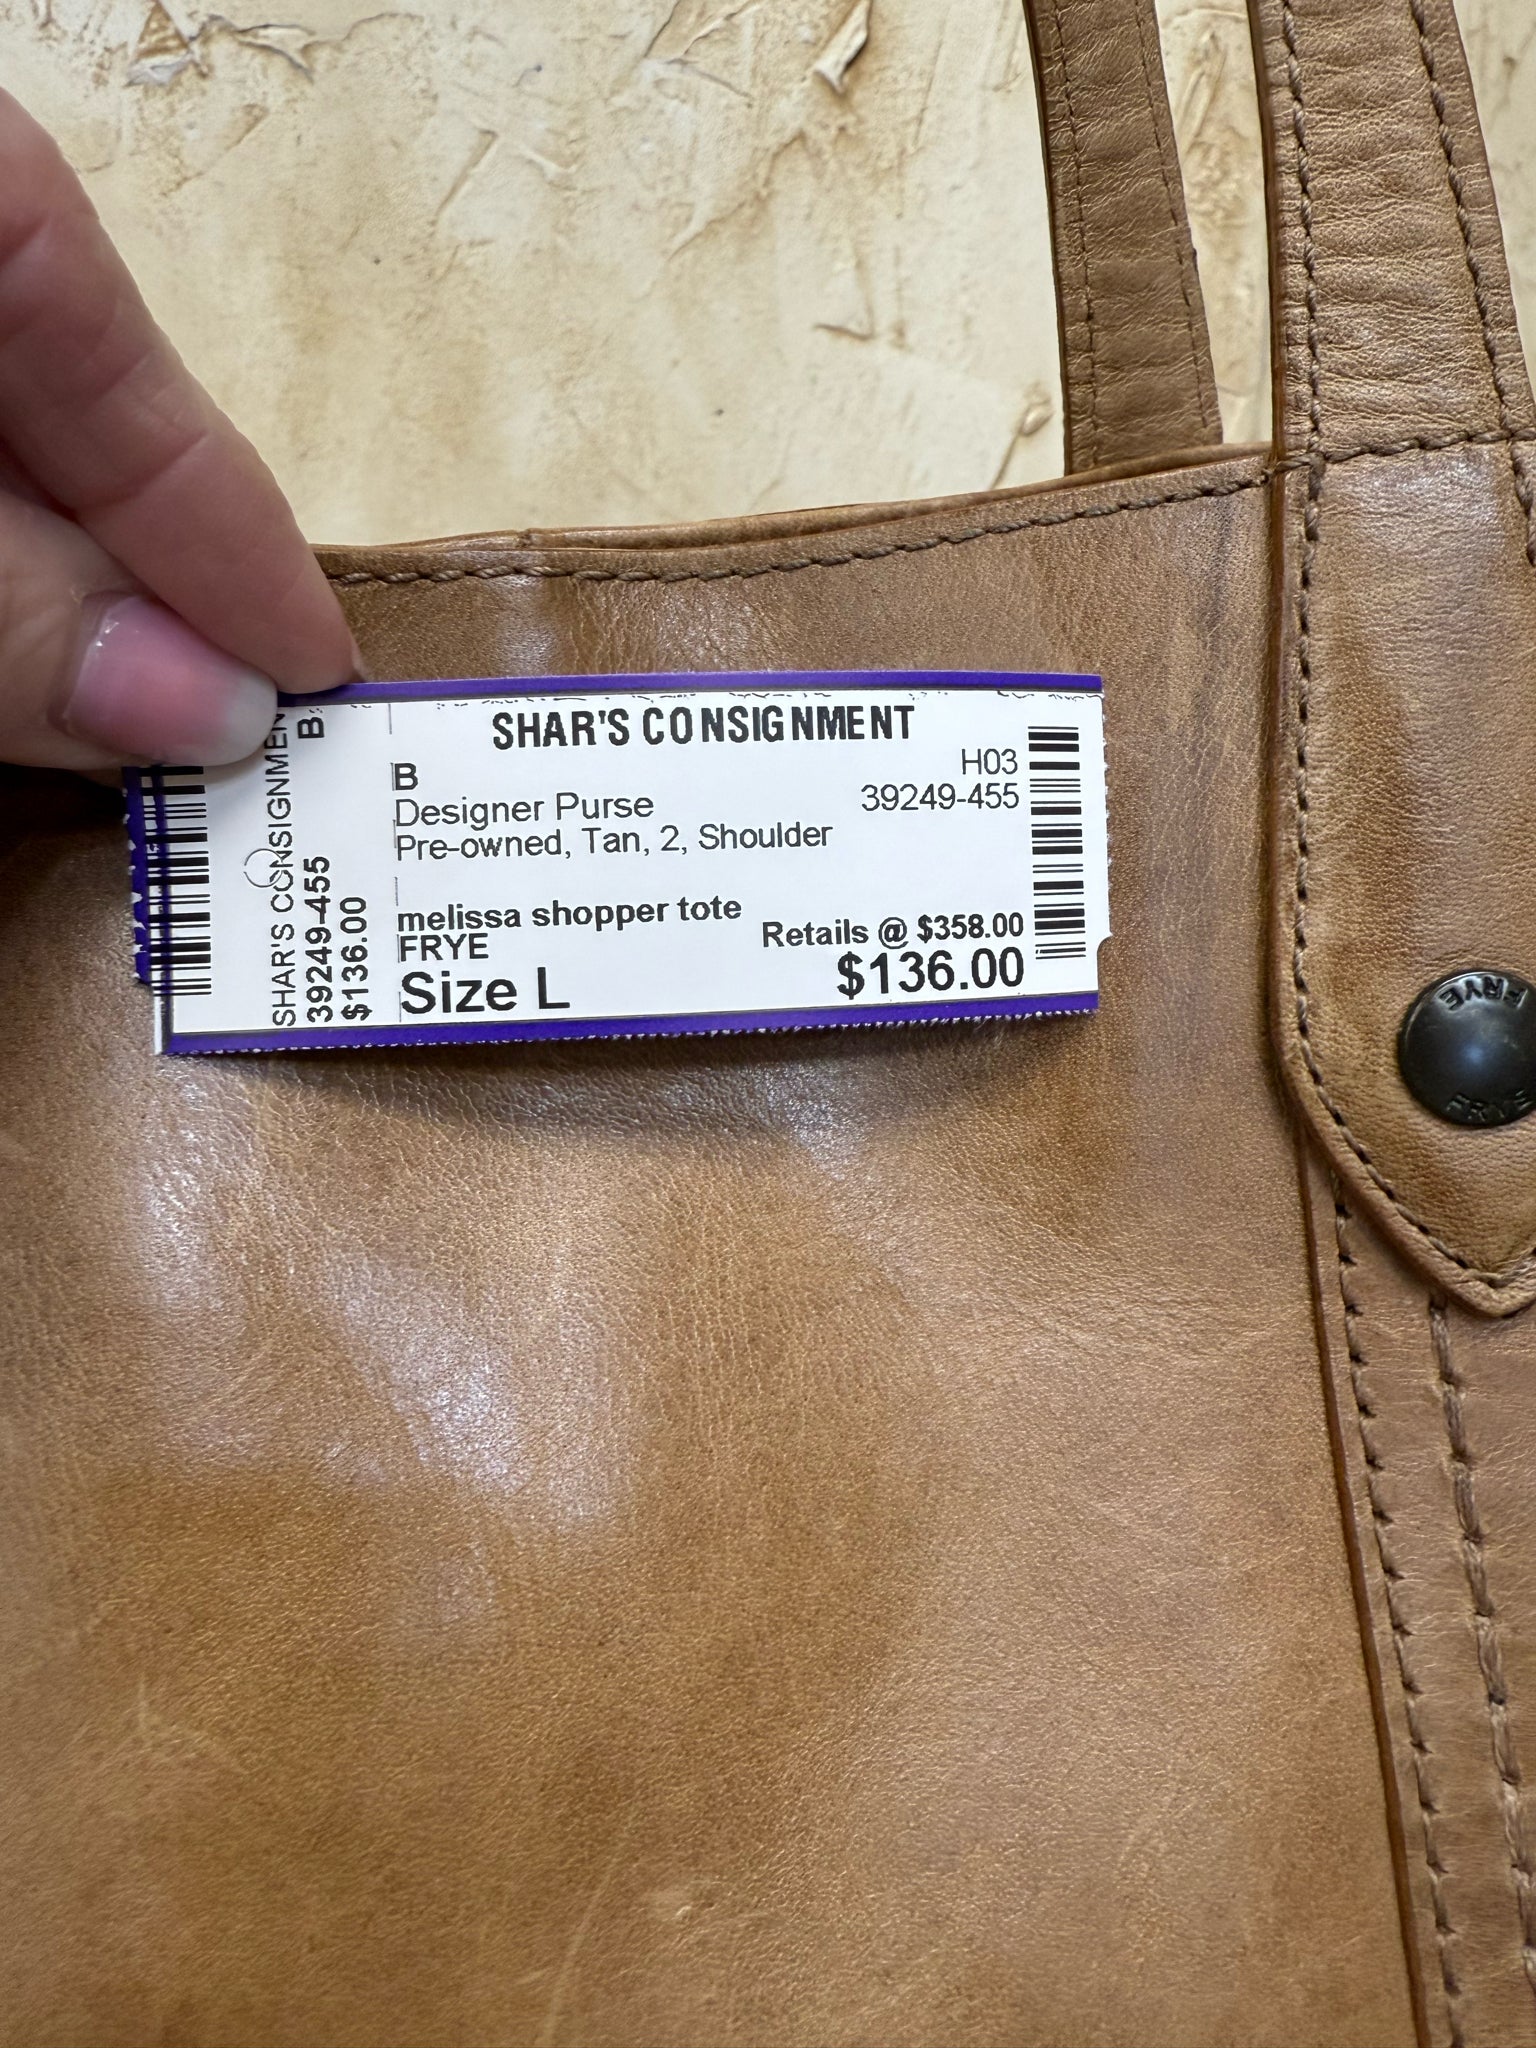 SHAR'S CONSIGNMENT
B
H03
Designer Purse
39249-455
Pre-owned, Tan, 2, Shoulder
melissa shopper tote
Retails @ $358.00
FRYE
$136.00
Size L
B
SHAR'S CONSIGNMEN
39249-455
$136.00
FRYE
FRYE